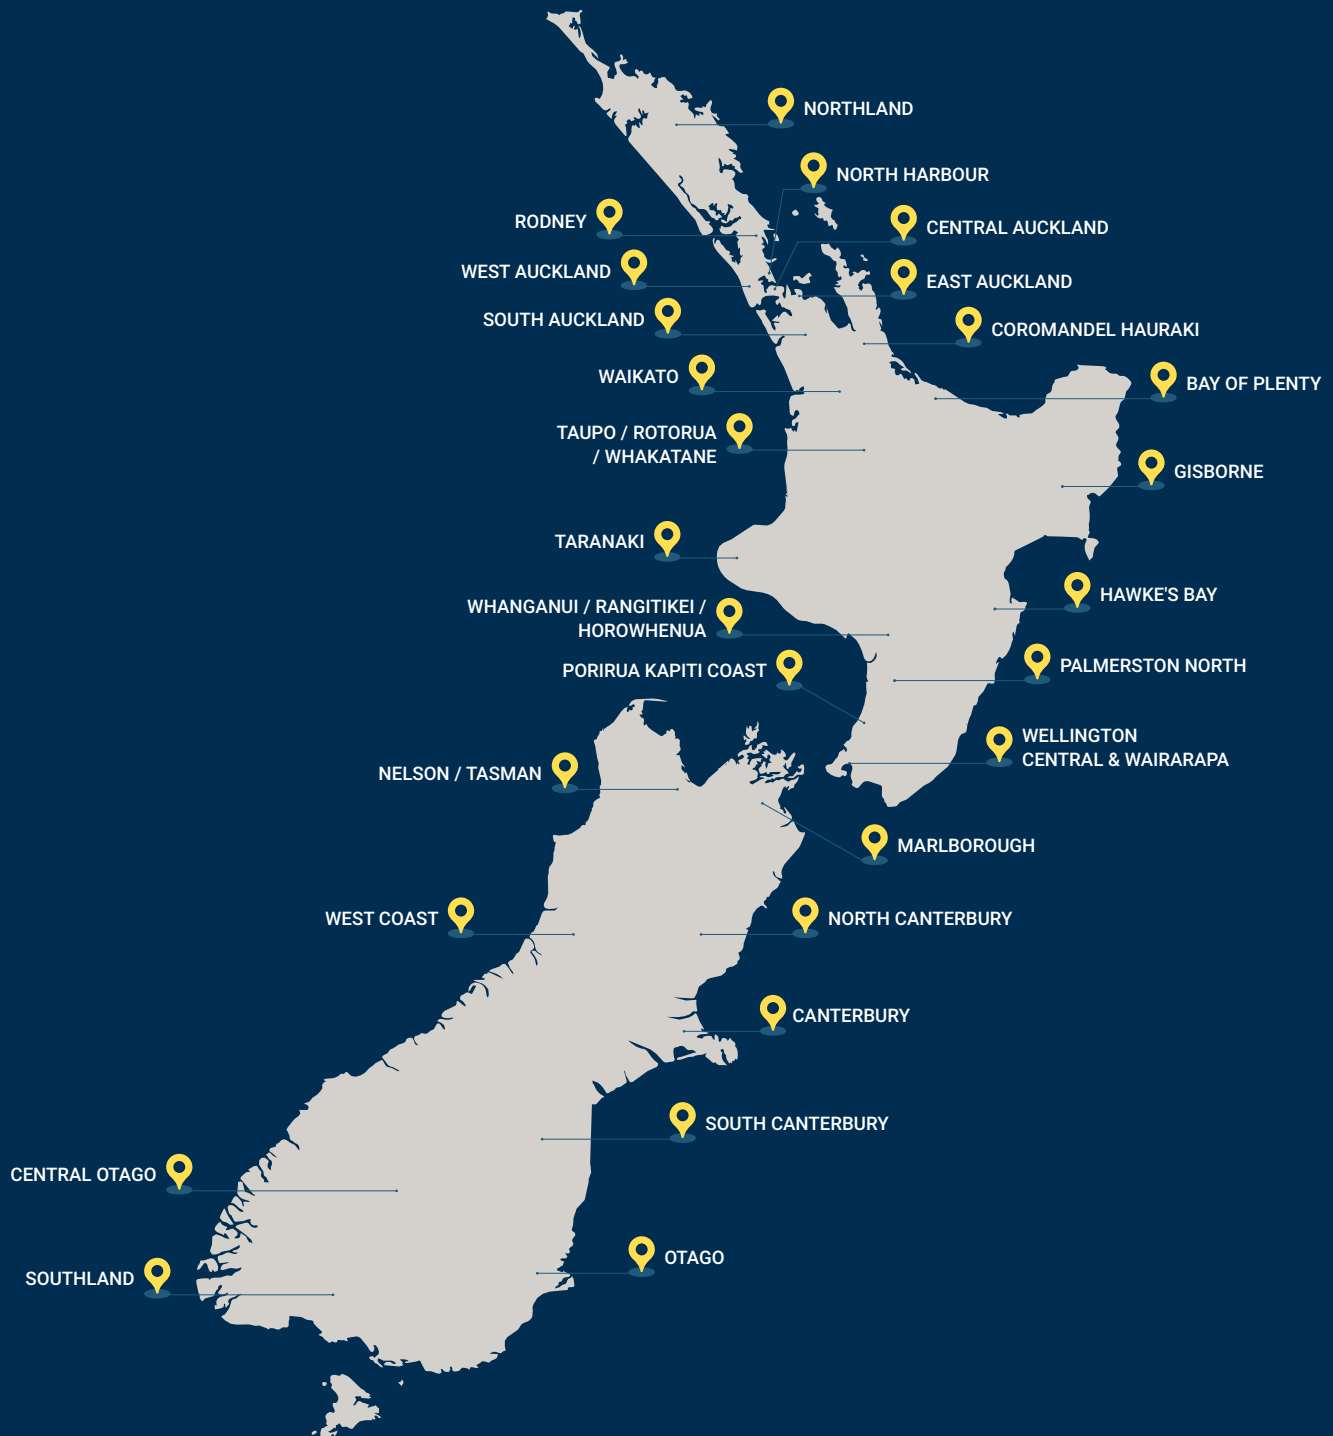 NORTHLAND
NORTH HARBOUR
RODNEY
CENTRAL AUCKLAND
WEST AUCKLAND
EAST AUCKLAND
SOUTH AUCKLAND
COROMANDEL HAURAKI
WAIKATO
BAY OF PLENTY
TAUPO / ROTORUA
/ WHAKATANE
GISBORNE
TARANAKI
HAWKE'S BAY
WHANGANUI / RANGITIKEI /
HOROWHENUA
PORIRUA KAPITI COAST
PALMERSTON NORTH
WELLINGTON
CENTRAL & WAIRARAPA
NELSON / TASMAN
MARLBOROUGH
WEST COAST
NORTH CANTERBURY
CANTERBURY
SOUTH CANTERBURY
CENTRAL OTAGO
OTAGO
SOUTHLAND